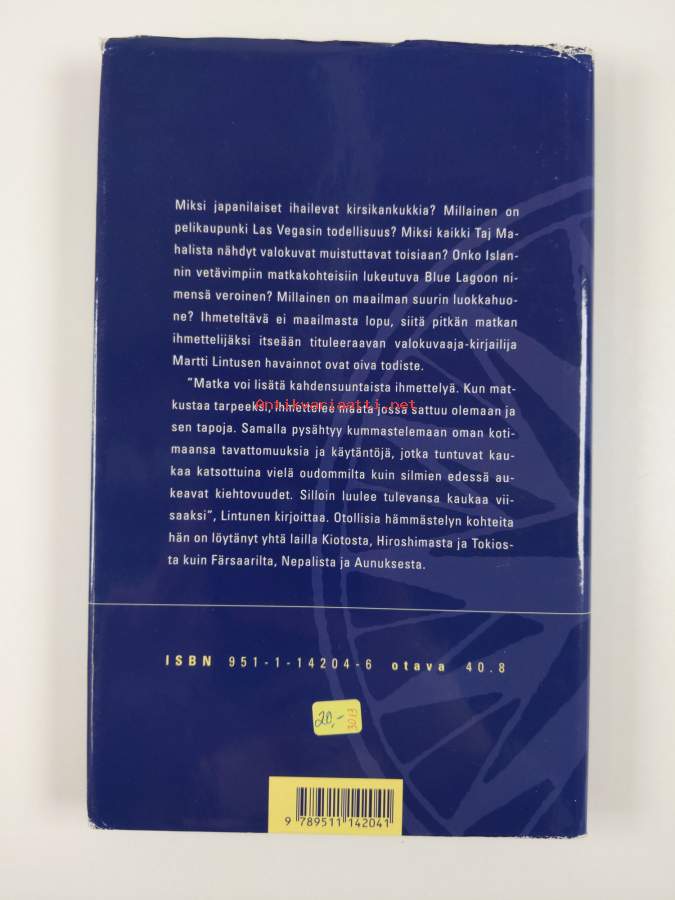 Miksi japanilaiset ihailevat kirsikankukkia? Millainen on
pelikaupunki Las Vegasin todellisuus? Miksi kaikki Taj Ma-
halista nähdyt valokuvat muistuttavat toisiaan? Onko Islan-
nin vetävimpiin matkakohteisiin lukeutuva Blue Lagoon ni-
mensä veroinen? Millainen on maailman suurin luokkahuo-
ne? Ihmeteltävä ei maailmasta lopu, siitä pitkän matkan
ihmettelijäksi itseään tituleeraavan valokuvaaja-kirjailija
Martti Lintusen havainnot ovat oiva todiste.
"Matka voi lisätä kahdensuuntaista ihmettelyä. Kun mat-
kustaa tarpeeksi, ihmettelee maata jossa sattuu olemaan ja
Antikvariaatti.net
sen tapoja. Samalla pysähtyy kummastelemaan oman koti-
maansa tavattomuuksia ja käytäntöjä, jotka tuntuvat kau-
kaa katsottuina vielä oudommilta kuin silmien edessä au-
keavat kiehtovuudet. Silloin luulee tulevansa kaukaa vii-
saaksi", Lintunen kirjoittaa. Otollisia hämmästelyn kohteita
hän on löytänyt yhtä lailla Kiotosta, Hiroshimasta ja Tokios-
ta kuin Färsaarilta, Nepalista ja Aunuksesta.
ISBN 951-1-14204-6 otava 40.8
20,- 3013
9 789511 142041